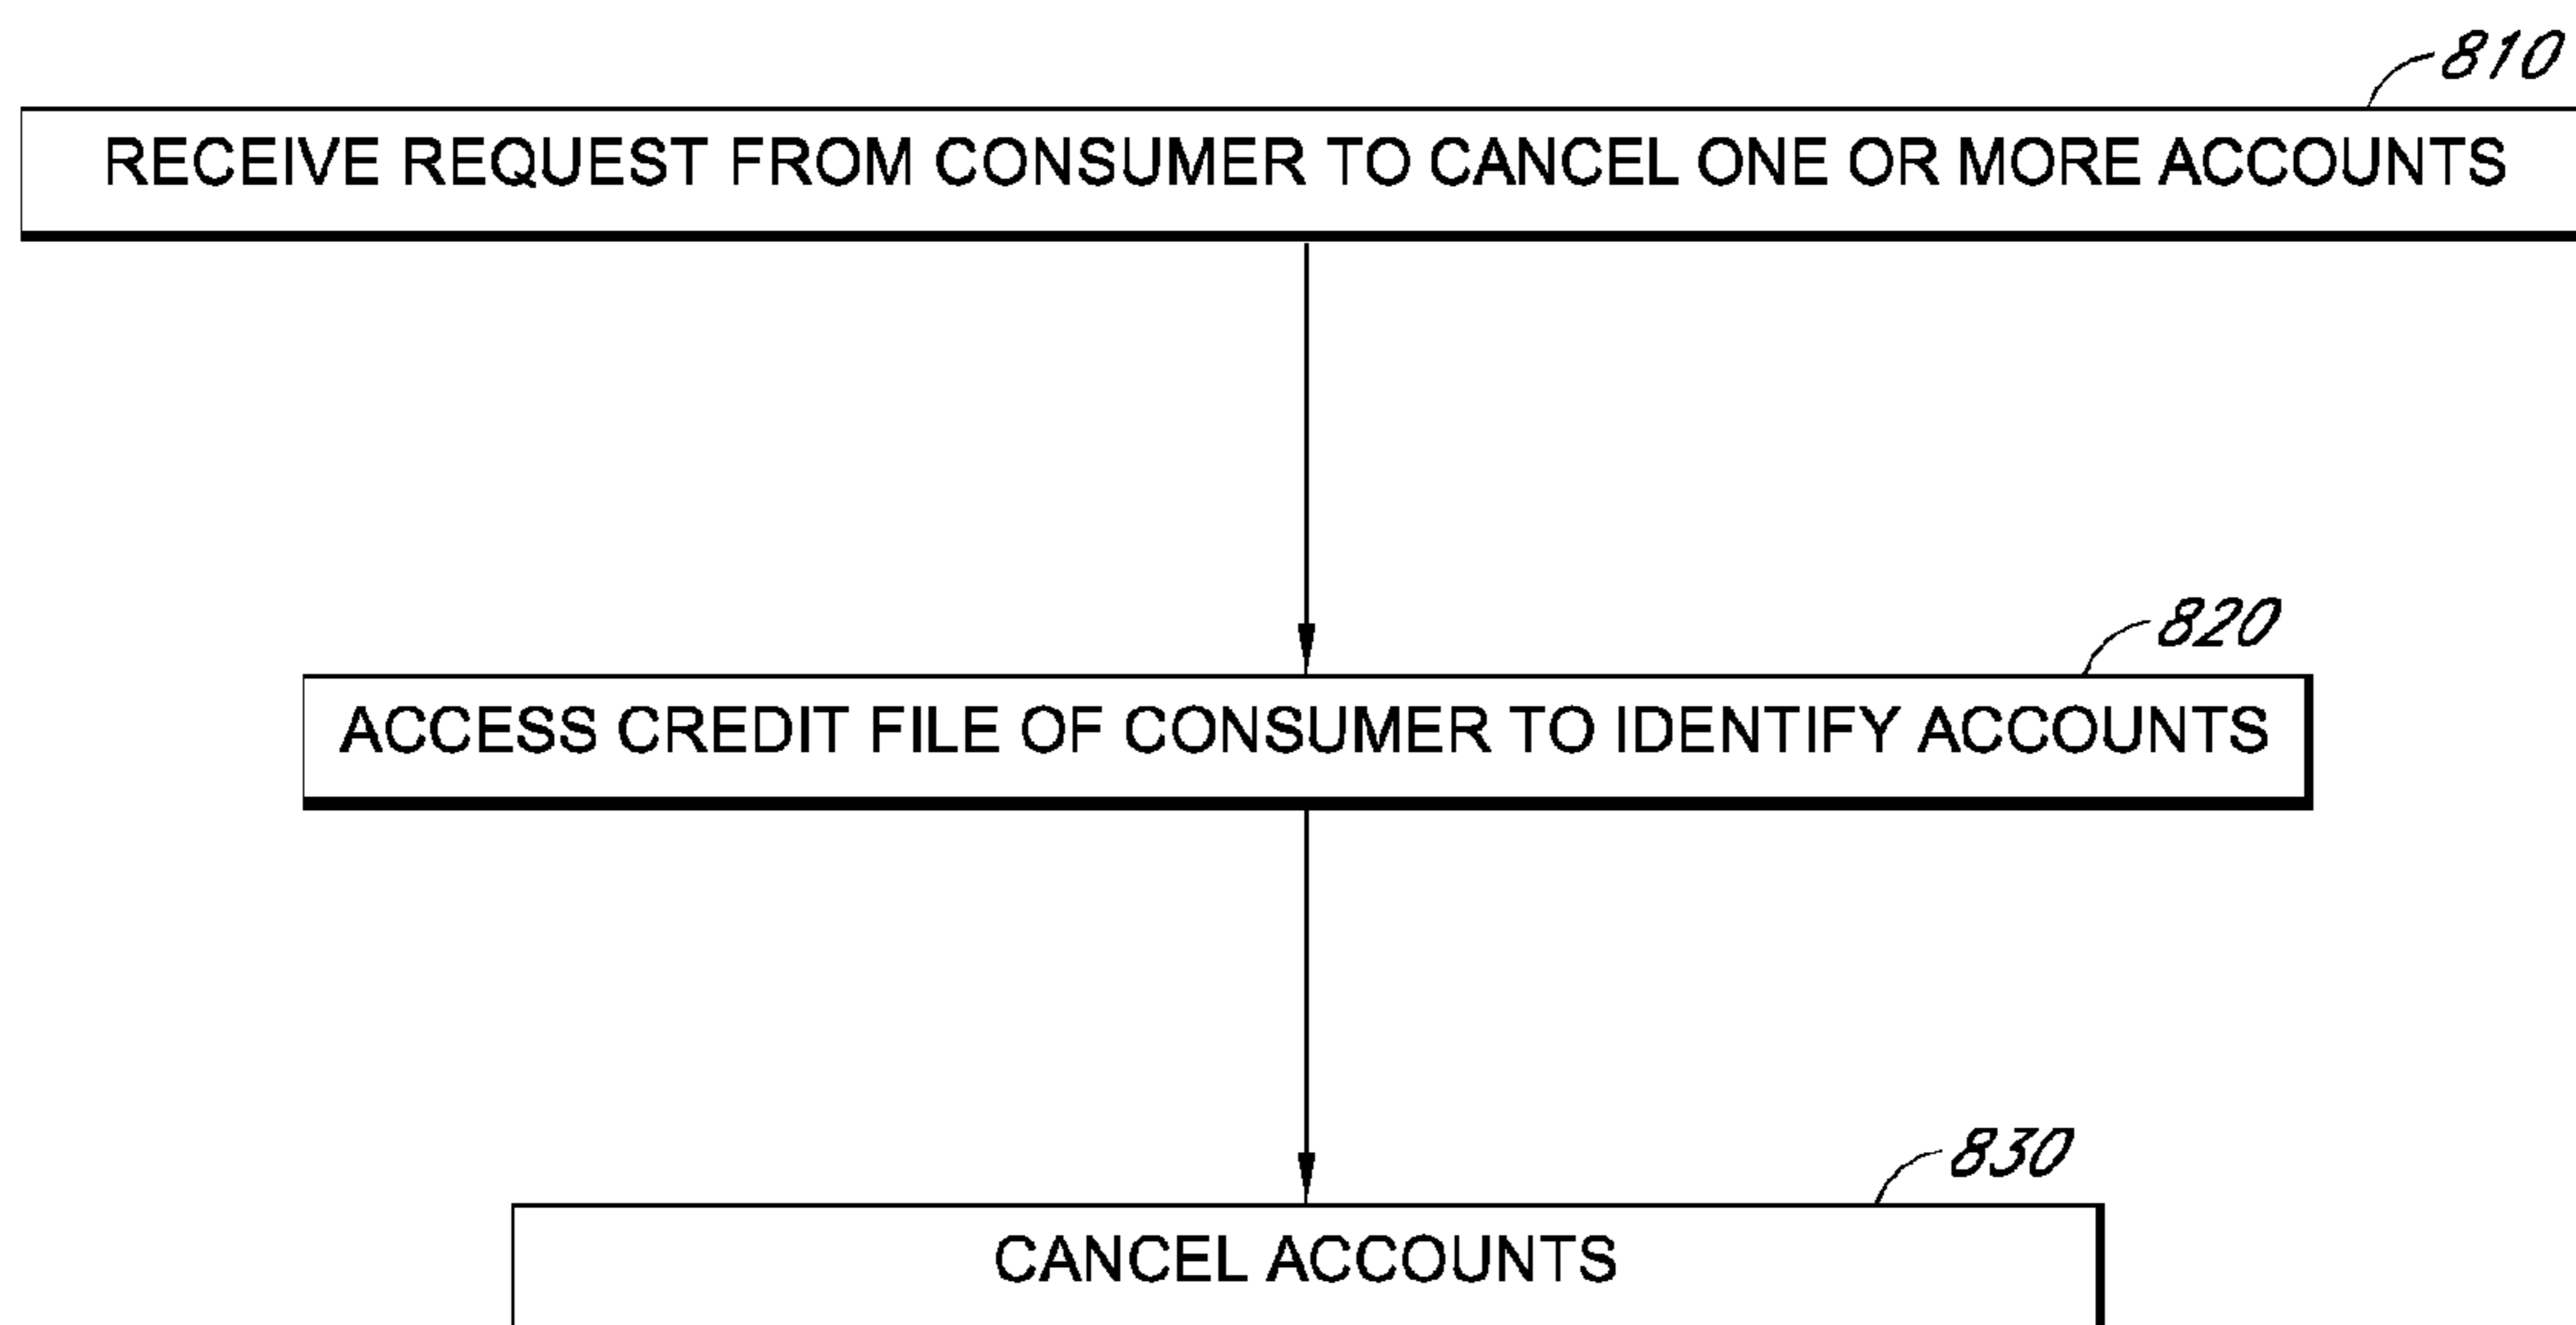 810
RECEIVE REQUEST FROM CONSUMER TO CANCEL ONE OR MORE ACCOUNTS
820
ACCESS CREDIT FILE OF CONSUMER TO IDENTIFY ACCOUNTS
830
CANCEL ACCOUNTS